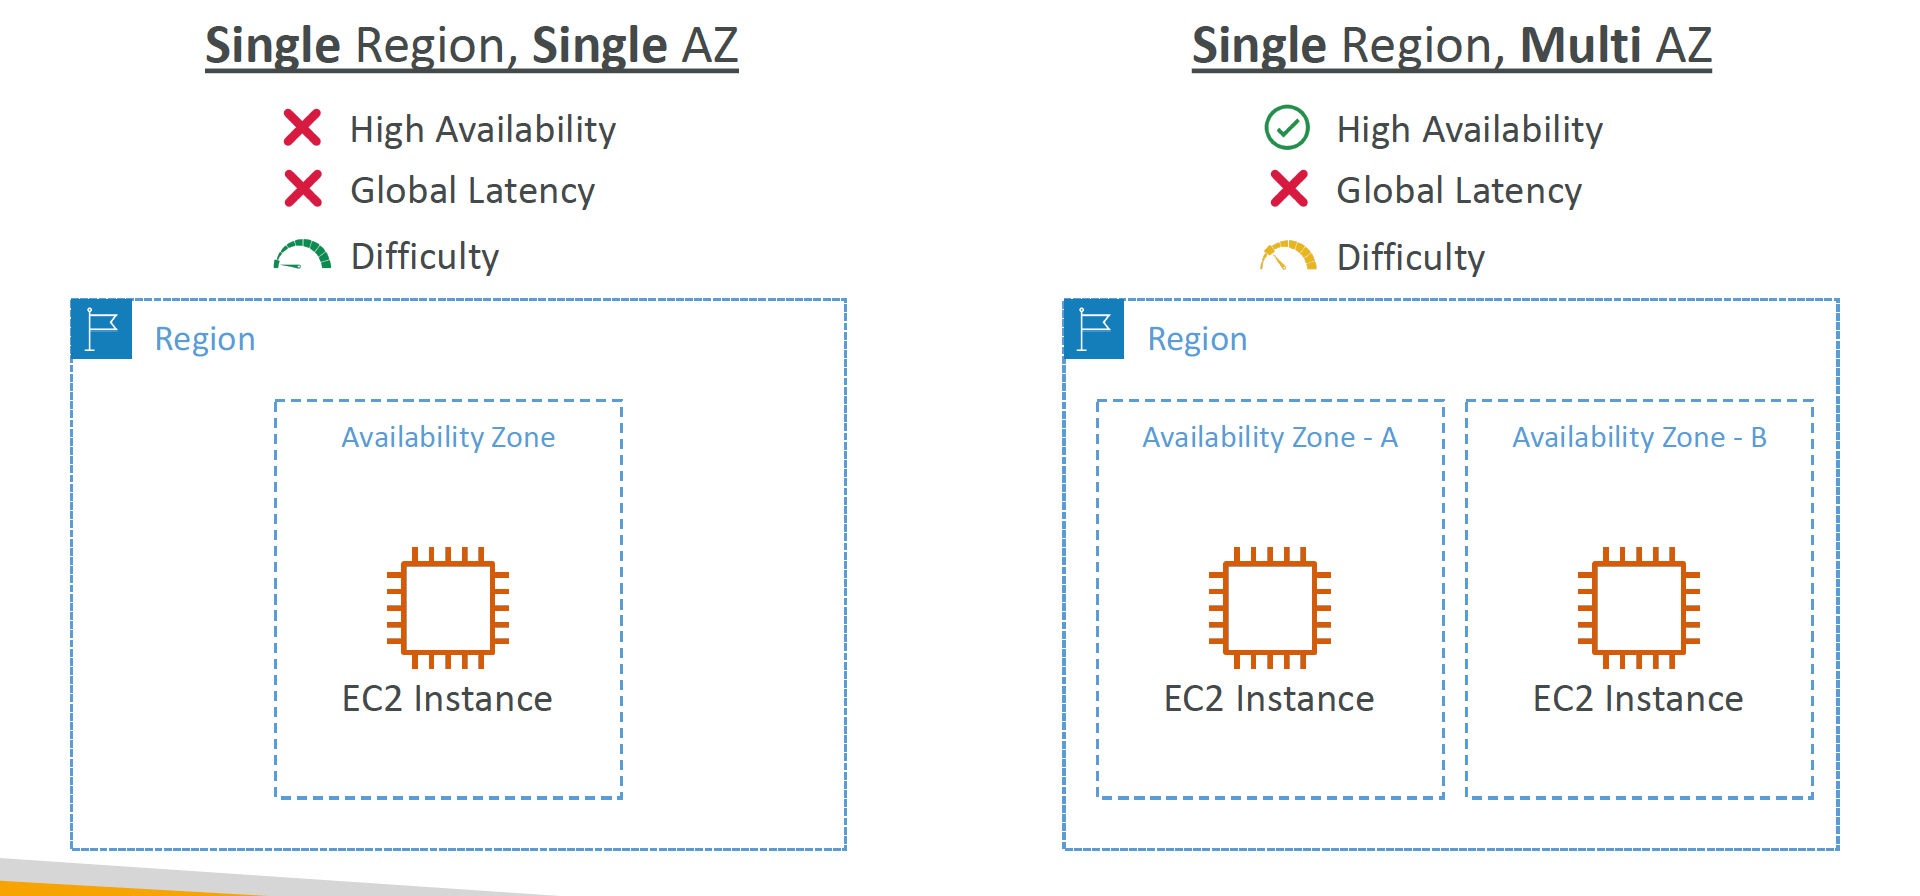 Single Region, Single AZ
High Availability
Global Latency
Difficulty
Region
Availability Zone
EC2 Instance
Single Region, Multi AZ
High Availability
Global Latency
Difficulty
Region
Availability Zone - A
EC2 Instance
Availability Zone - B
EC2 Instance